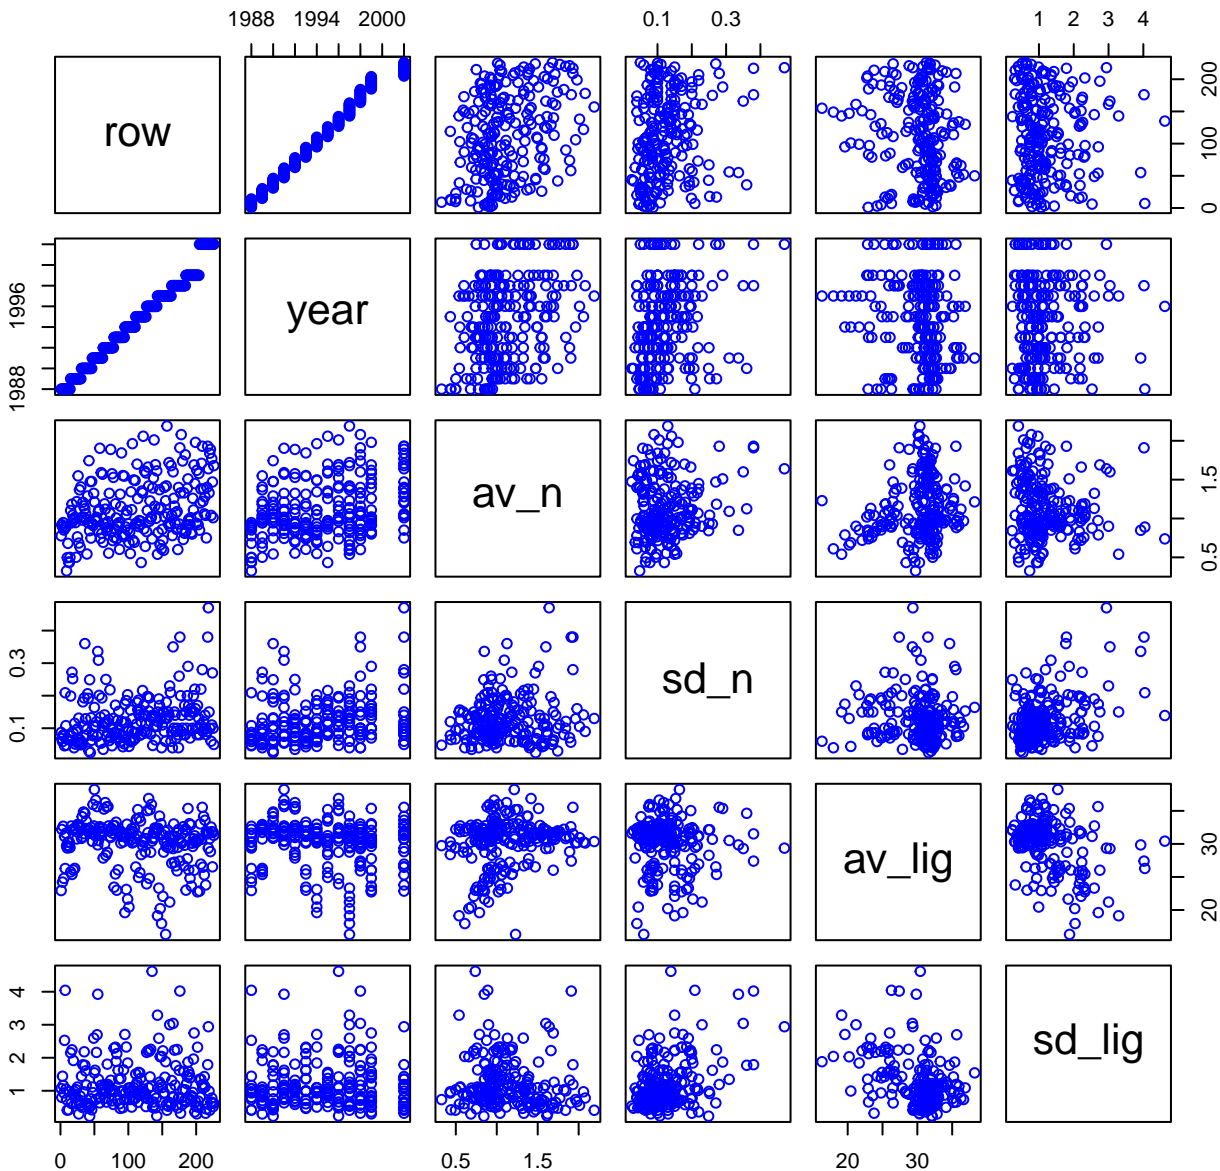 1988 1994 2000 0.1 0.3 1 2 3 4
row 0 100 200
1988 1996 year
av_n 0.5 1.5
0.1 0.3 sd_n
av_lig 20 30
1 2 3 4 sd_lig
0 100 200 0.5 1.5 20 30